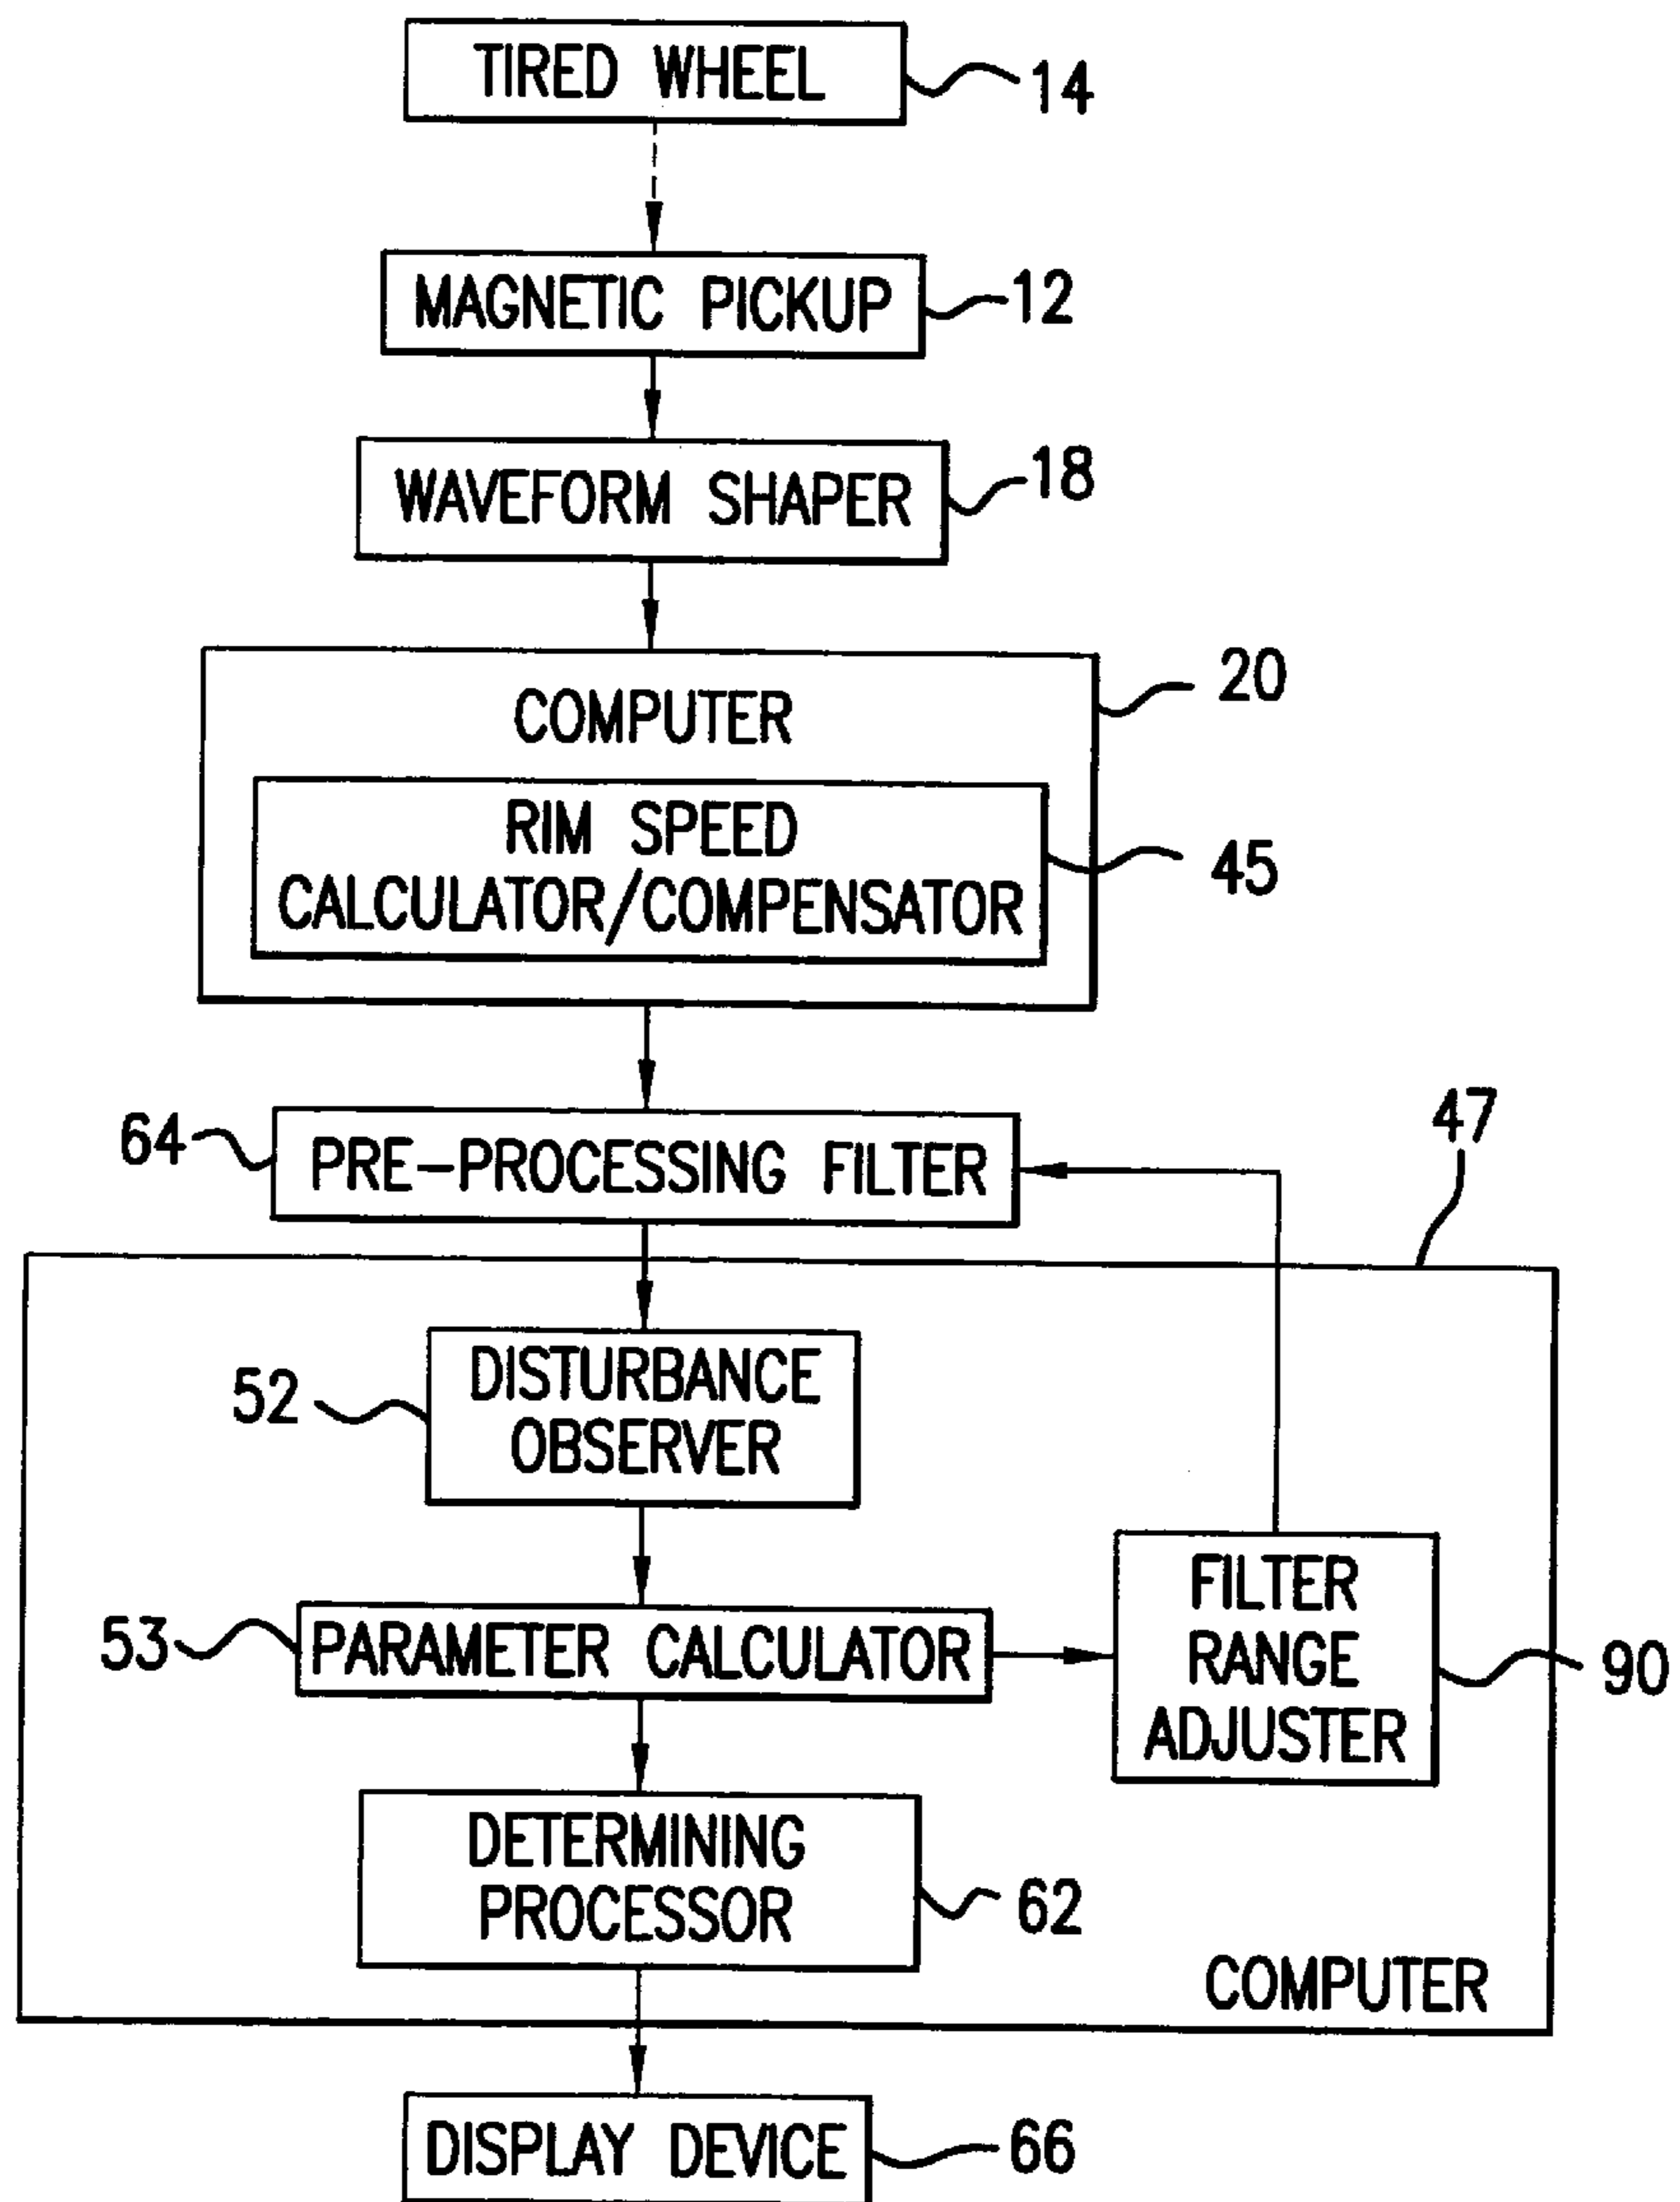 TIRED WHEEL
14
MAGNETIC PICKUP
12
WAVEFORM SHAPER
18
COMPUTER
20
RIM SPEED
CALCULATOR/COMPENSATOR
45
64
PRE-PROCESSING FILTER
47
52
DISTURBANCE
OBSERVER
53
PARAMETER CALCULATOR
FILTER
RANGE
ADJUSTER
90
DETERMINING
PROCESSOR
62
COMPUTER
DISPLAY DEVICE
66